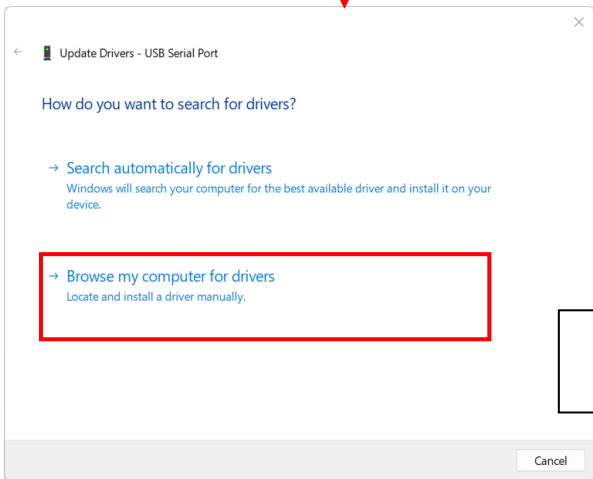 Update Drivers - USB Serial Port
How do you want to search for drivers?
→ Search automatically for drivers
Windows will search your computer for the best available driver and install it on your
device.
→ Browse my computer for drivers
Locate and install a driver manually.
Cancel